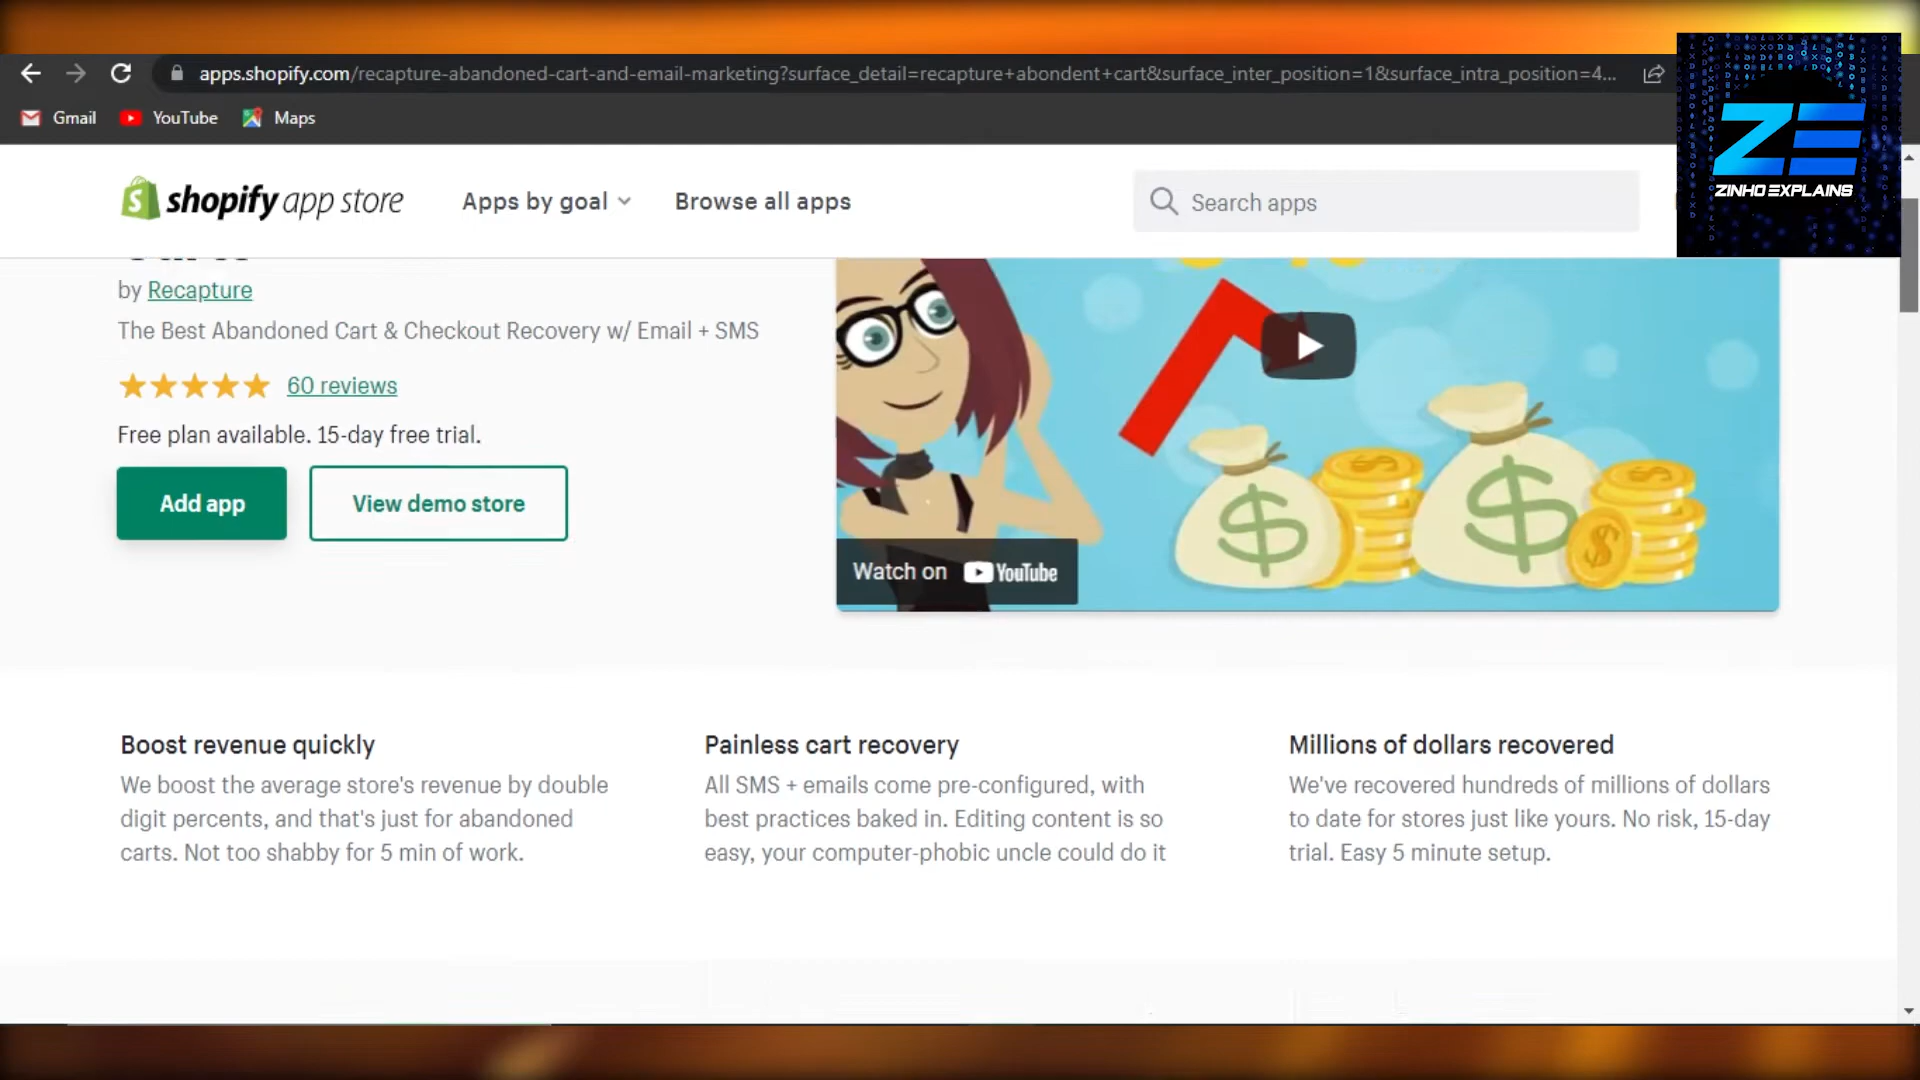 apps.shopify.com/recapture-abandoned-cart-and-email-marketing?surface_detail=recapture+abondent+cart&surface_inter_position=1&surface_intra_position=4...
Gmail YouTube Maps
ZE
ZINHO EXPLAINS
shopify app store Apps by goal Browse all apps Search apps
by Recapture
The Best Abandoned Cart & Checkout Recovery w/ Email + SMS
60 reviews
Free plan available. 15-day free trial.
Add app View demo store
Watch on YouTube
Boost revenue quickly
We boost the average store's revenue by double
digit percents, and that's just for abandoned
carts. Not too shabby for 5 min of work.
Painless cart recovery
All SMS + emails come pre-configured, with
best practices baked in. Editing content is so
easy, your computer-phobic uncle could do it
Millions of dollars recovered
We've recovered hundreds of millions of dollars
to date for stores just like yours. No risk, 15-day
trial. Easy 5 minute setup.